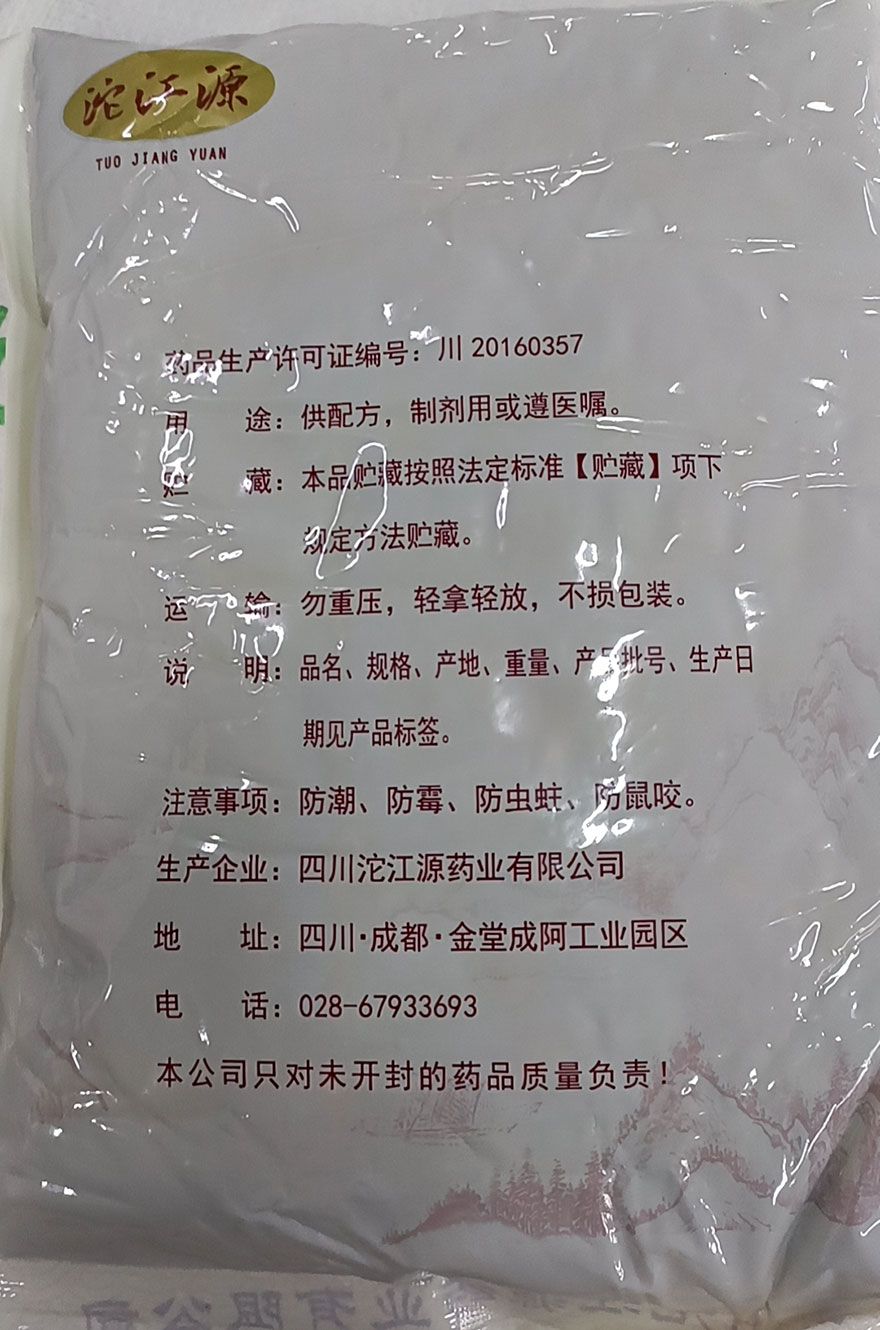 沱江源
TUO JIANG YUAN
药品生产许可证编号：川 20160357
用 途：供配方，制剂用或遵医嘱。
贮 藏：本品贮藏按照法定标准【贮藏】项下
规定方法贮藏。
运 输：勿重压，轻拿轻放，不损包装。
说 明：品名、规格、产地、重量、产品批号、生产日
期见产品标签。
注意事项：防潮、防霉、防虫蛀、防鼠咬。
生产企业：四川沱江源药业有限公司
地 址：四川·成都·金堂成阿工业园区
电 话：028-67933693
本公司只对未开封的药品质量负责！
业有限公司